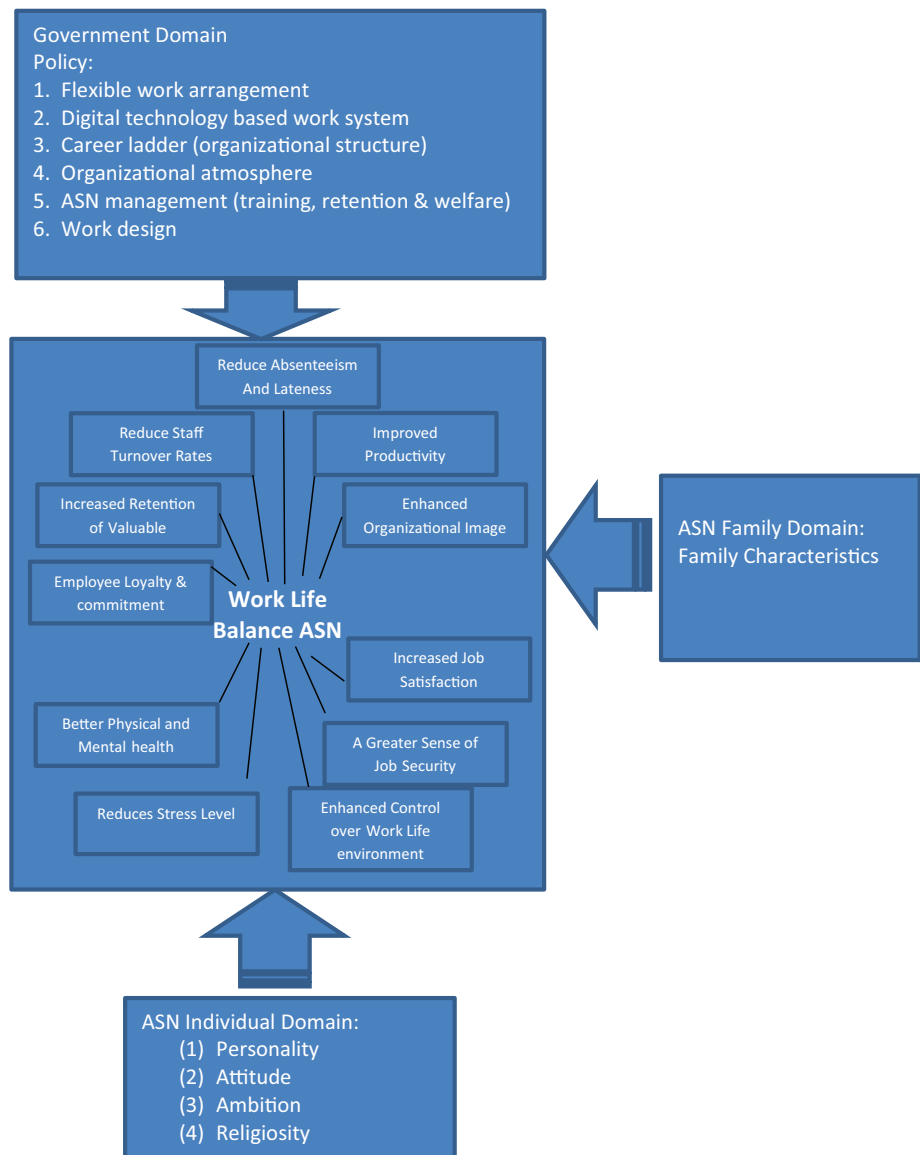 Government Domain
Policy:
1. Flexible work arrangement
2. Digital technology based work system
3. Career ladder (organizational structure)
4. Organizational atmosphere
5. ASN management (training, retention & welfare)
6. Work design
Reduce Absenteeism
And Lateness
Reduce Staff
Turnover Rates
Improved
Productivity
Increased Retention
of Valuable
Enhanced
Organizational Image
Employee Loyalty &
commitment
Work Life
Balance ASN
Increased Job
Satisfaction
Better Physical and
Mental health
A Greater Sense of
Job Security
Reduces Stress Level
Enhanced Control
over Work Life
environment
ASN Family Domain:
Family Characteristics
ASN Individual Domain:
(1) Personality
(2) Attitude
(3) Ambition
(4) Religiosity